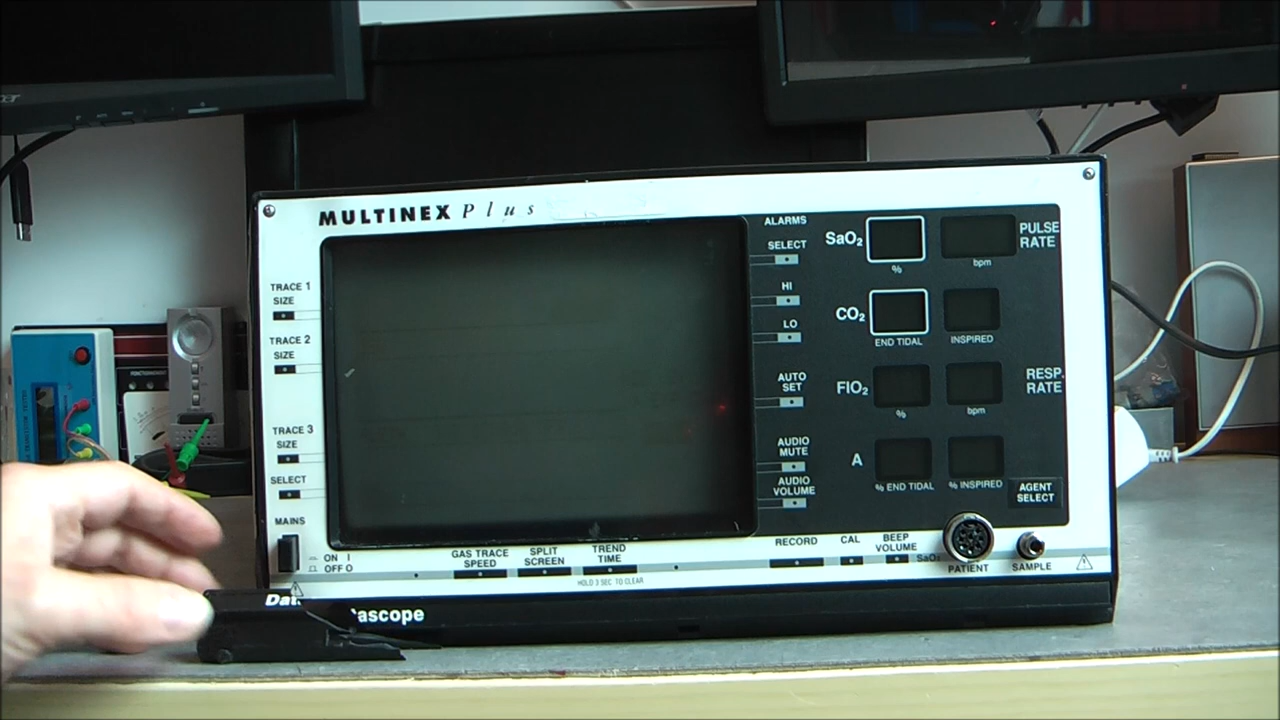 MULTINEX Plus
TRACE 1
SIZE
TRACE 2
SIZE
TRACE 3
SIZE
SELECT
MAINS
ON I
OFF O
ALARMS
SELECT
HI
LO
AUTO
SET
AUDIO
MUTE
AUDIO
VOLUME
SaO2
%
PULSE
RATE
bpm
CO2
END TIDAL
INSPIRED
FIO2
%
RESP.
RATE
bpm
A
% END TIDAL
% INSPIRED
AGENT
SELECT
GAS TRACE
SPEED
SPLIT
SCREEN
TREND
TIME
HOLD 3 SEC TO CLEAR
RECORD
CAL
BEEP
VOLUME
SaO2
PATIENT
SAMPLE
Dat
ascope